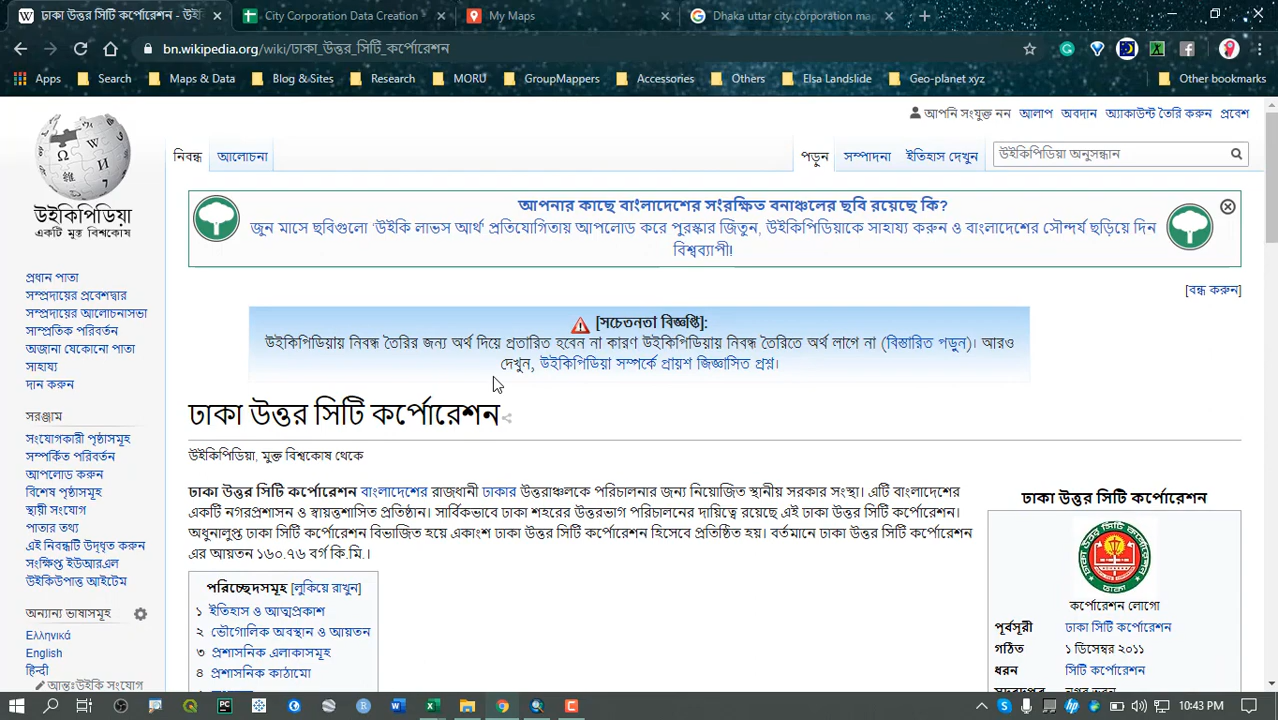 ঢাকা উত্তর সিটি কর্পোরেশন - উই
City Corporation Data Creation
My Maps
Dhaka uttar city corporation ma
bn.wikipedia.org/wiki/ঢাকা_উত্তর_সিটি_কর্পোরেশন
Apps Search Maps & Data Blog &Sites Research MORU GroupMappers Accessories Others Elsa Landslide Geo-planet xyz Other bookmarks
আপনি সংযুক্ত নন আলাপ অবদান অ্যাকাউন্ট তৈরি করুন প্রবেশ
নিবন্ধ আলোচনা পড়ুন সম্পাদনা ইতিহাস দেখুন উইকিপিডিয়া অনুসন্ধান
উইকিপিডিয়া
একটি মুক্ত বিশ্বকোষ
আপনার কাছে বাংলাদেশের সংরক্ষিত বনাঞ্চলের ছবি রয়েছে কি?
জুন মাসে ছবিগুলো 'উইকি লাভস আর্থ' প্রতিযোগিতায় আপলোড করে পুরস্কার জিতুন, উইকিপিডিয়াকে সাহায্য করুন ও বাংলাদেশের সৌন্দর্য ছড়িয়ে দিন
বিশ্বব্যাপী!
[বন্ধ করুন]
[সচেতনতা বিজ্ঞপ্তি]:
উইকিপিডিয়ায় নিবন্ধ তৈরির জন্য অর্থ দিয়ে প্রতারিত হবেন না কারণ উইকিপিডিয়ায় নিবন্ধ তৈরিতে অর্থ লাগে না (বিস্তারিত পড়ুন)। আরও
দেখুন, উইকিপিডিয়া সম্পর্কে প্রায়শ জিজ্ঞাসিত প্রশ্ন।
প্রধান পাতা
সম্প্রদায়ের প্রবেশদ্বার
সম্প্রদায়ের আলোচনাসভা
সাম্প্রতিক পরিবর্তন
অজানা যেকোনো পাতা
সাহায্য
দান করুন
সরঞ্জাম
সংযোগকারী পৃষ্ঠাসমূহ
সম্পর্কিত পরিবর্তন
আপলোড করুন
বিশেষ পৃষ্ঠাসমূহ
স্থায়ী সংযোগ
পাতার তথ্য
এই নিবন্ধটি উদ্ধৃত করুন
সংক্ষিপ্ত ইউআরএল
উইকিউপাত্ত আইটেম
অন্যান্য ভাষাসমূহ
Ελληνικά
English
हिन्दी
আন্তঃউইকি সংযোগ
ঢাকা উত্তর সিটি কর্পোরেশন
উইকিপিডিয়া, মুক্ত বিশ্বকোষ থেকে
ঢাকা উত্তর সিটি কর্পোরেশন বাংলাদেশের রাজধানী ঢাকার উত্তরাঞ্চলকে পরিচালনার জন্য নিয়োজিত স্থানীয় সরকার সংস্থা। এটি বাংলাদেশের
একটি নগরপ্রশাসন ও স্বায়ত্তশাসিত প্রতিষ্ঠান। সার্বিকভাবে ঢাকা শহরের উত্তরভাগ পরিচালনের দায়িত্বে রয়েছে এই ঢাকা উত্তর সিটি কর্পোরেশন।
অধুনালুপ্ত ঢাকা সিটি কর্পোরেশন বিভাজিত হয়ে একাংশ ঢাকা উত্তর সিটি কর্পোরেশন হিসেবে প্রতিষ্ঠিত হয়। বর্তমানে ঢাকা উত্তর সিটি কর্পোরেশন
এর আয়তন ১৬০.৭৬ বর্গ কি.মি.।
পরিচ্ছেদসমূহ [লুকিয়ে রাখুন]
১ ইতিহাস ও আত্মপ্রকাশ
২ ভৌগোলিক অবস্থান ও আয়তন
৩ প্রশাসনিক এলাকাসমূহ
৪ প্রশাসনিক কাঠামো
ঢাকা উত্তর সিটি কর্পোরেশন
কর্পোরেশন লোগো
পূর্বসূরী ঢাকা সিটি কর্পোরেশন
গঠিত ১ ডিসেম্বর ২০১১
ধরন সিটি কর্পোরেশন
10:43 PM